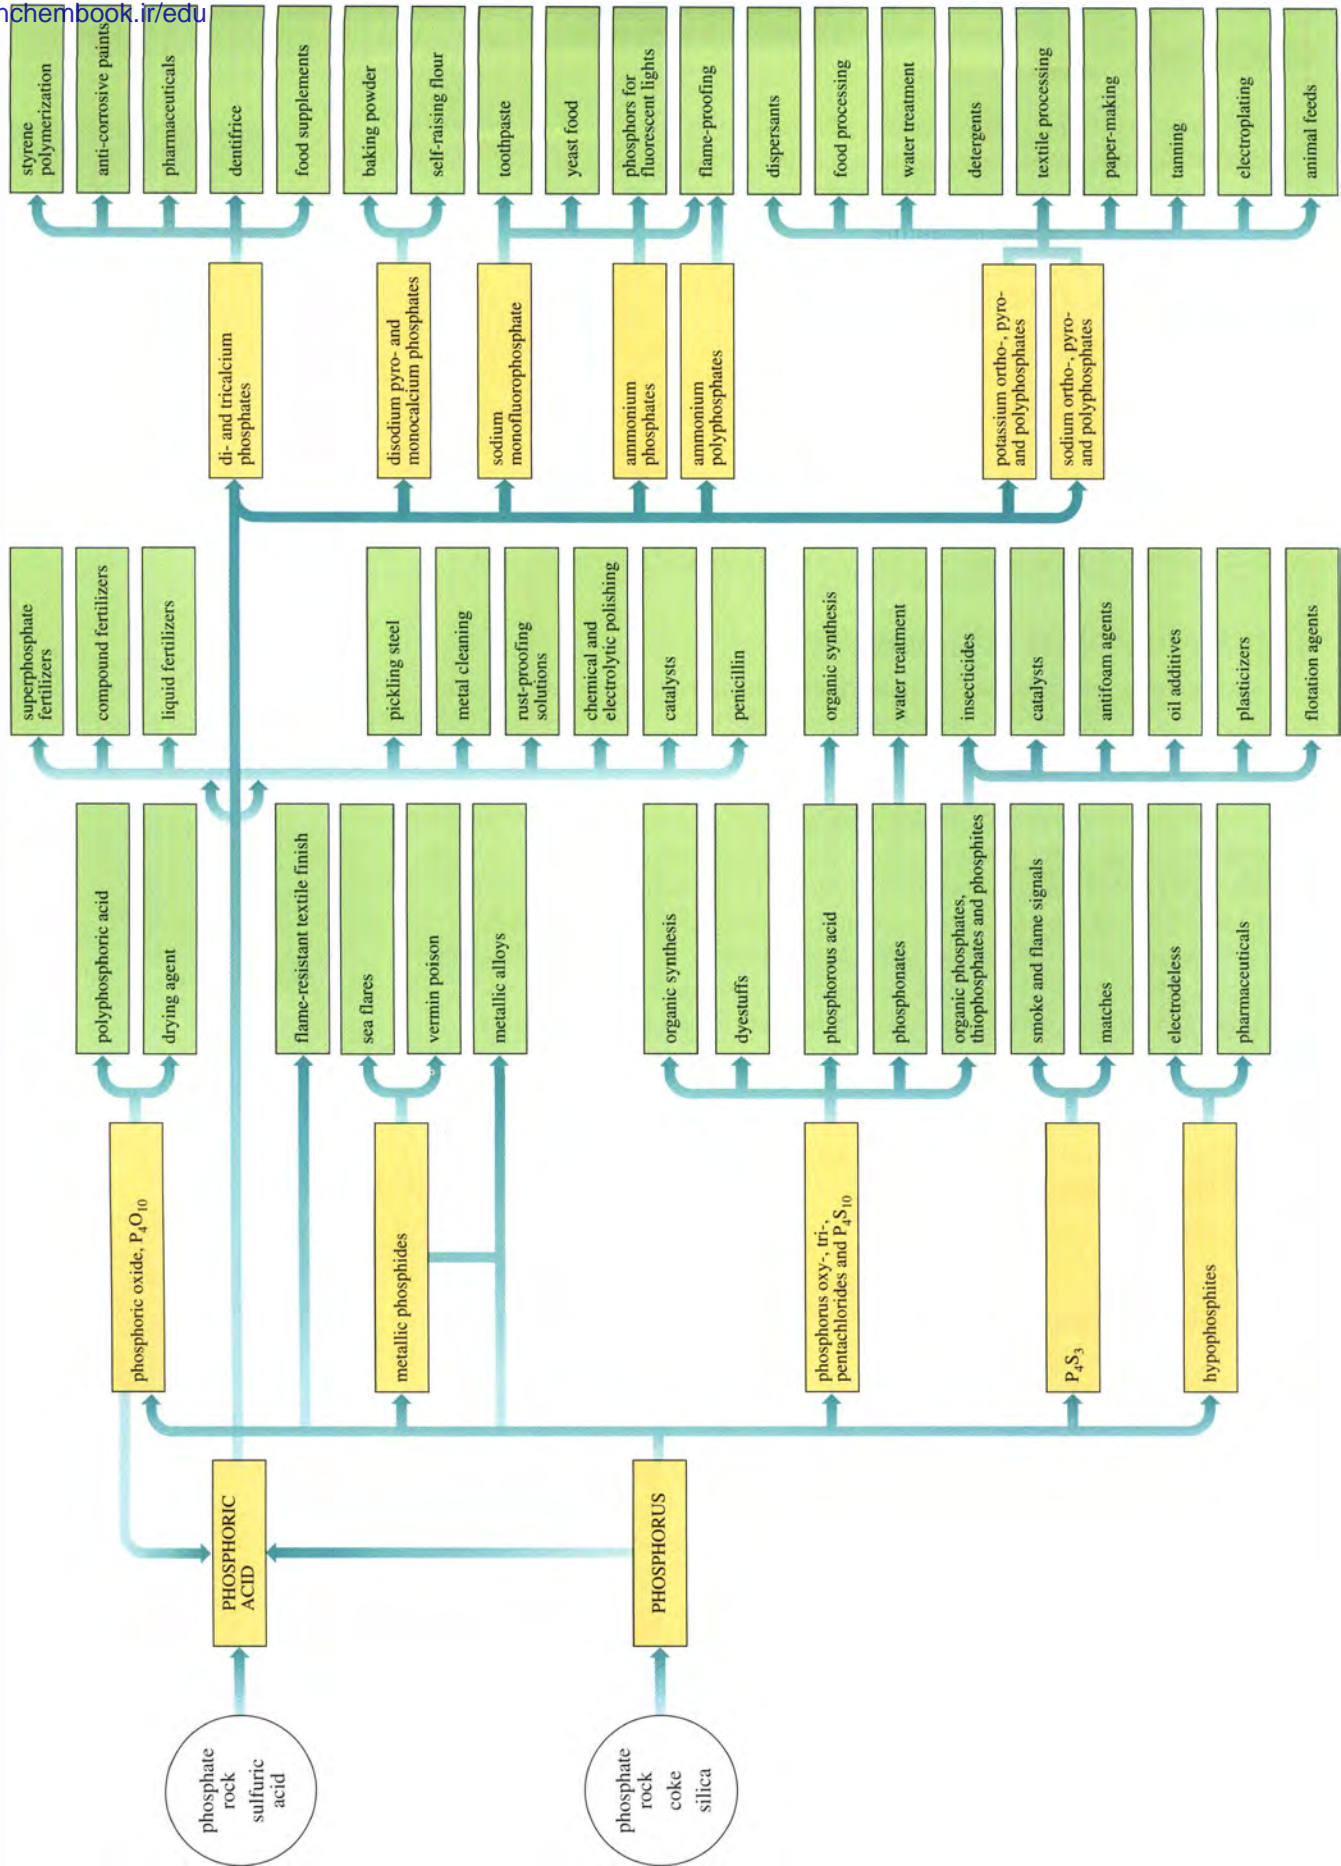 nchembook.ir/edu
phosphate
rock
sulfuric
acid
phosphate
rock
coke
silica
PHOSPHORIC
ACID
PHOSPHORUS
phosphoric oxide, P₄O₁₀
metallic phosphides
phosphorus oxy-, tri-,
pentachlorides and P₄S₁₀
P₄S₃
hypophosphites
polyphosphoric acid
drying agent
flame-resistant textile finish
sea flares
vermin poison
metallic alloys
organic synthesis
dyestuffs
phosphorous acid
phosphonates
organic phosphates,
thiophosphates and phosphites
smoke and flame signals
matches
electrodeless
pharmaceuticals
superphosphate
fertilizers
compound fertilizers
liquid fertilizers
pickling steel
metal cleaning
rust-proofing
solutions
chemical and
electrolytic polishing
catalysts
penicillin
organic synthesis
water treatment
insecticides
catalysts
antifoam agents
oil additives
plasticizers
flotation agents
di- and tricalcium
phosphates
disodium pyro- and
monocalcium phosphates
sodium
monofluorophosphate
ammonium
phosphates
ammonium
polyphosphates
potassium ortho-, pyro-
and polyphosphates
sodium ortho-, pyro-
and polyphosphates
styrene
polymerization
anti-corrosive paints
pharmaceuticals
dentifrice
food supplements
baking powder
self-raising flour
toothpaste
yeast food
phosphors for
fluorescent lights
flame-proofing
dispersants
food processing
water treatment
detergents
textile processing
paper-making
tanning
electroplating
animal feeds